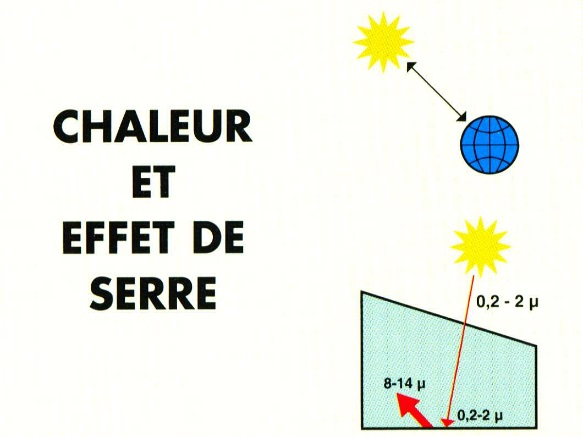 CHALEUR
ET
EFFET DE
SERRE
0,2 - 2 µ
8-14 µ
0,2-2 µ